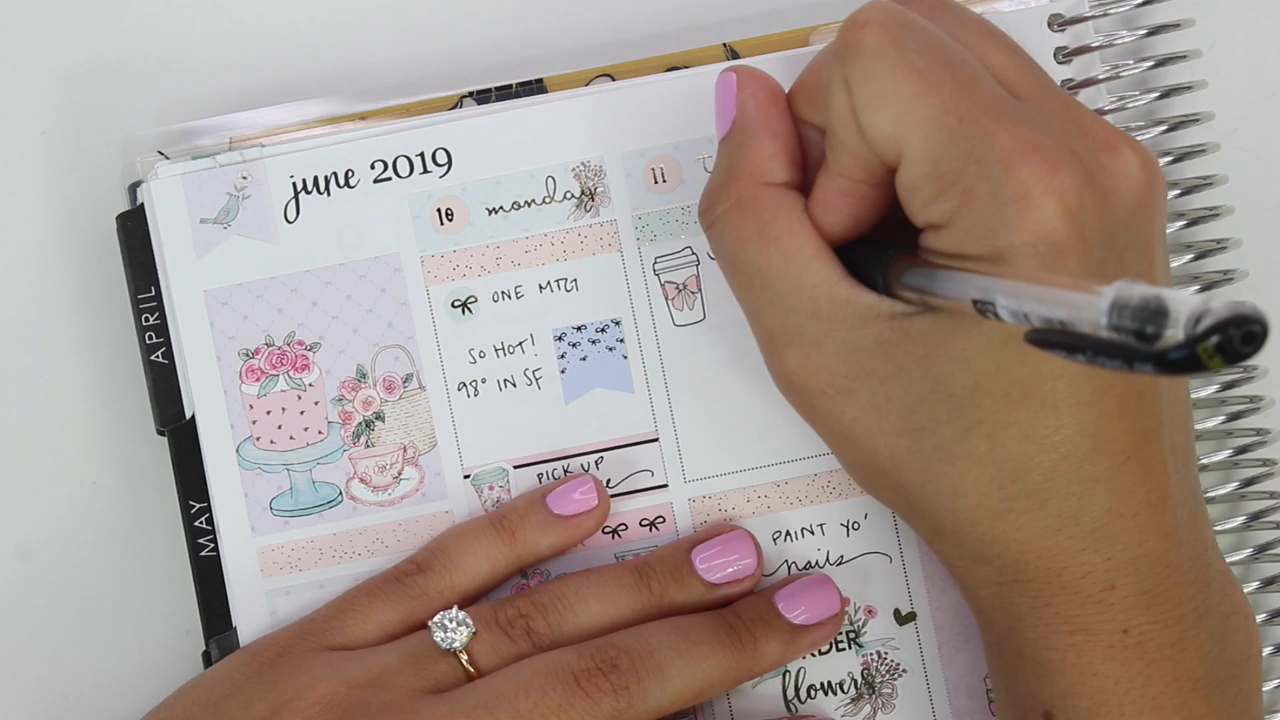 june 2019
10 monday
11
ONE MTG
SO HOT!
98° IN SF
PICK UP
PAINT YO'
nails
flowers
APRIL
MAY